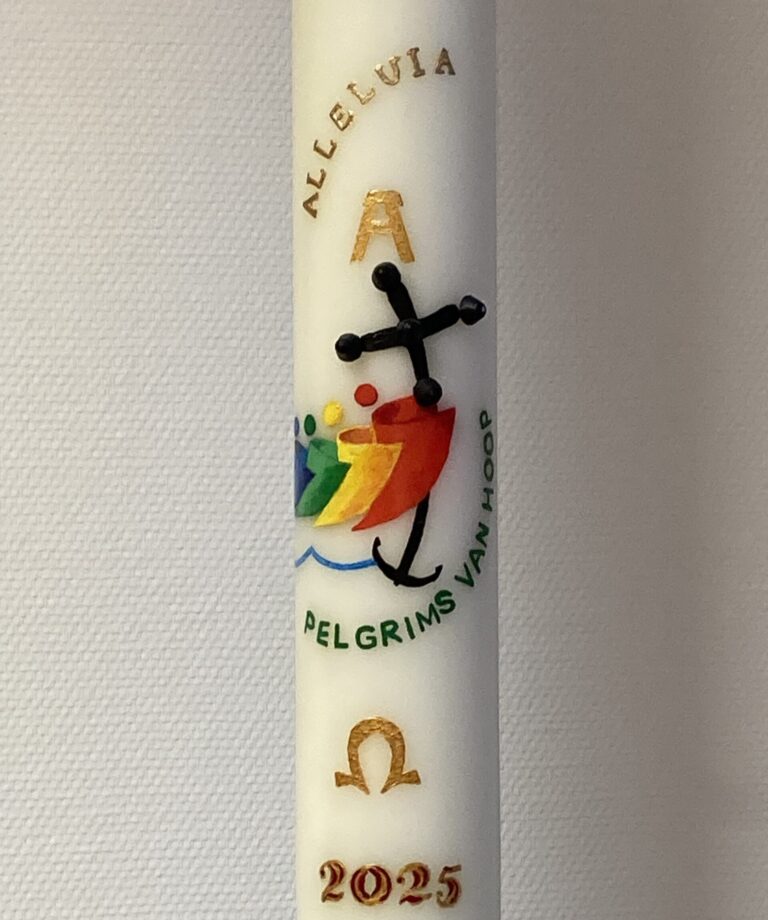 ALLELUIA
Α
PELGRIMS VAN HOOP
Ω
2025